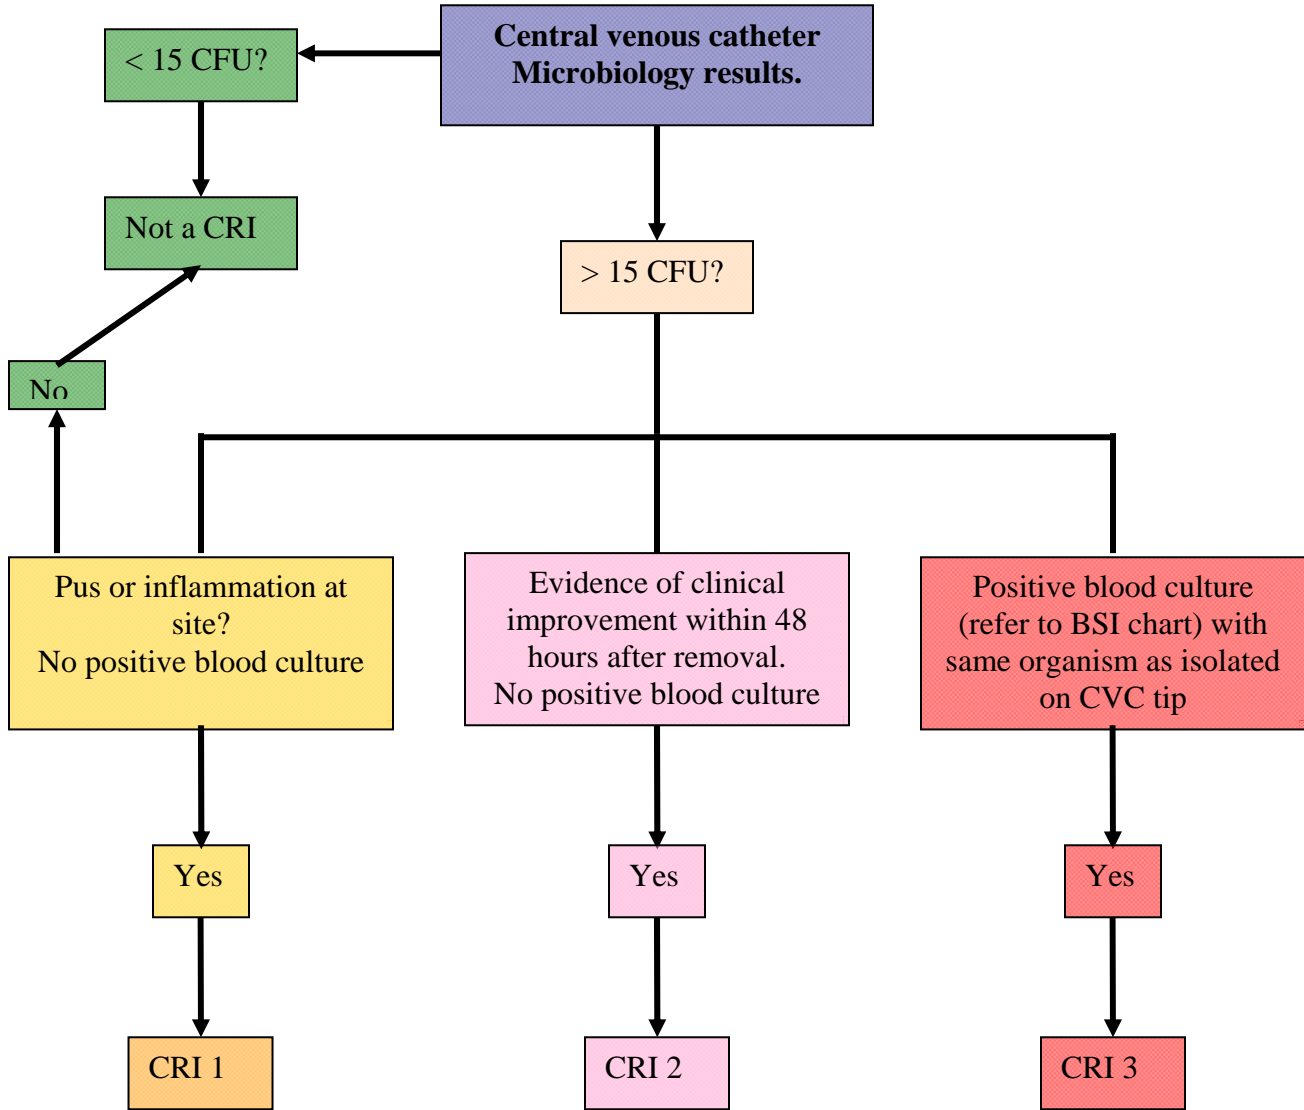 Central venous catheter
Microbiology results.
< 15 CFU?
Not a CRI
> 15 CFU?
No
Pus or inflammation at
site?
No positive blood culture
Evidence of clinical
improvement within 48
hours after removal.
No positive blood culture
Positive blood culture
(refer to BSI chart) with
same organism as isolated
on CVC tip
Yes
Yes
Yes
CRI 1
CRI 2
CRI 3